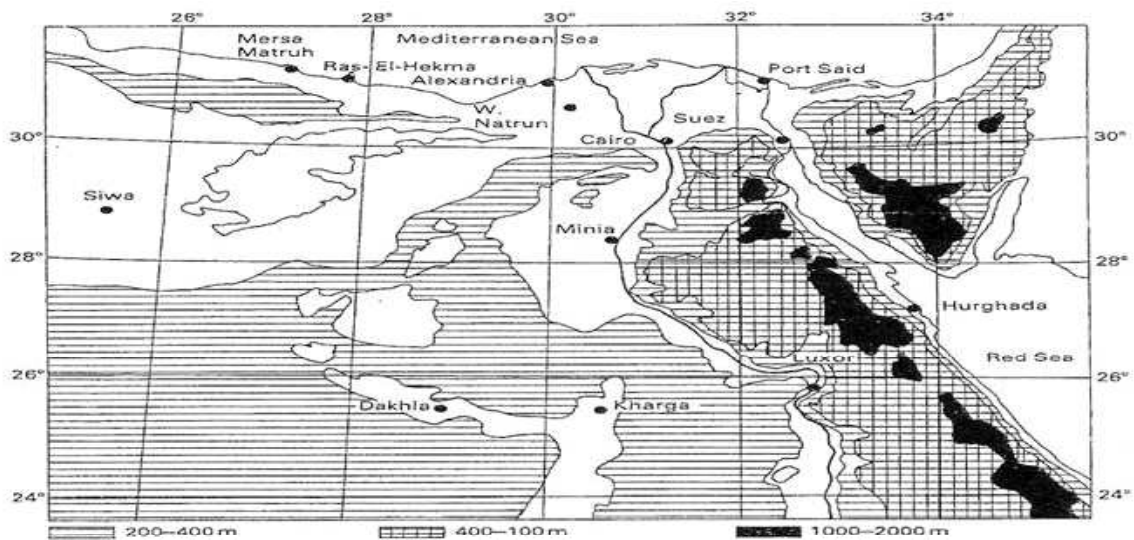 26° 28° 30° 32° 34°
Mersa Matruh
Mediterranean Sea
Ras-El-Hekma
Alexandria
Port Said
W. Natrun
Suez
30° Cairo 30°
Siwa
Minia
28° 28°
Hurghada
Luxor
Red Sea
26° 26°
Dakhla
Kharga
24° 24°
200–400 m 400–100 m 1000–2000 m